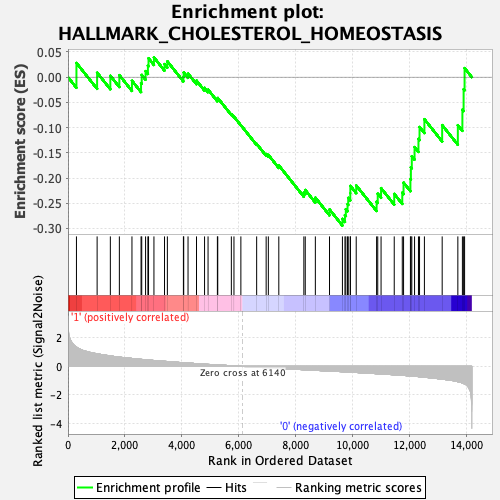 Enrichment plot:
HALLMARK_CHOLESTEROL_HOMEOSTASIS
Enrichment score (ES)
0.05
0.00
-0.05
-0.10
-0.15
-0.20
-0.25
-0.30
'1' (positively correlated)
Ranked list metric (Signal2Noise)
2
0
-2
-4
Zero cross at 6140
'0' (negatively correlated)
0
2,000
4,000
6,000
8,000
10,000
12,000
14,000
Rank in Ordered Dataset
Enrichment profile
Hits
Ranking metric scores